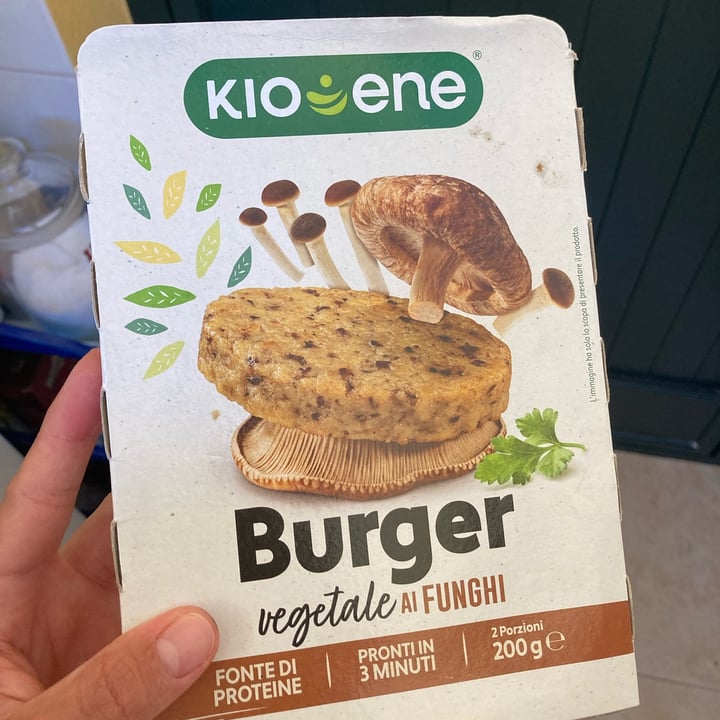 KIOENE®
L'immagine ha solo lo scopo di presentare il prodotto.
Burger
vegetale AI FUNGHI
FONTE DI
PROTEINE
PRONTI IN
3 MINUTI
2 Porzioni
200 g ℮